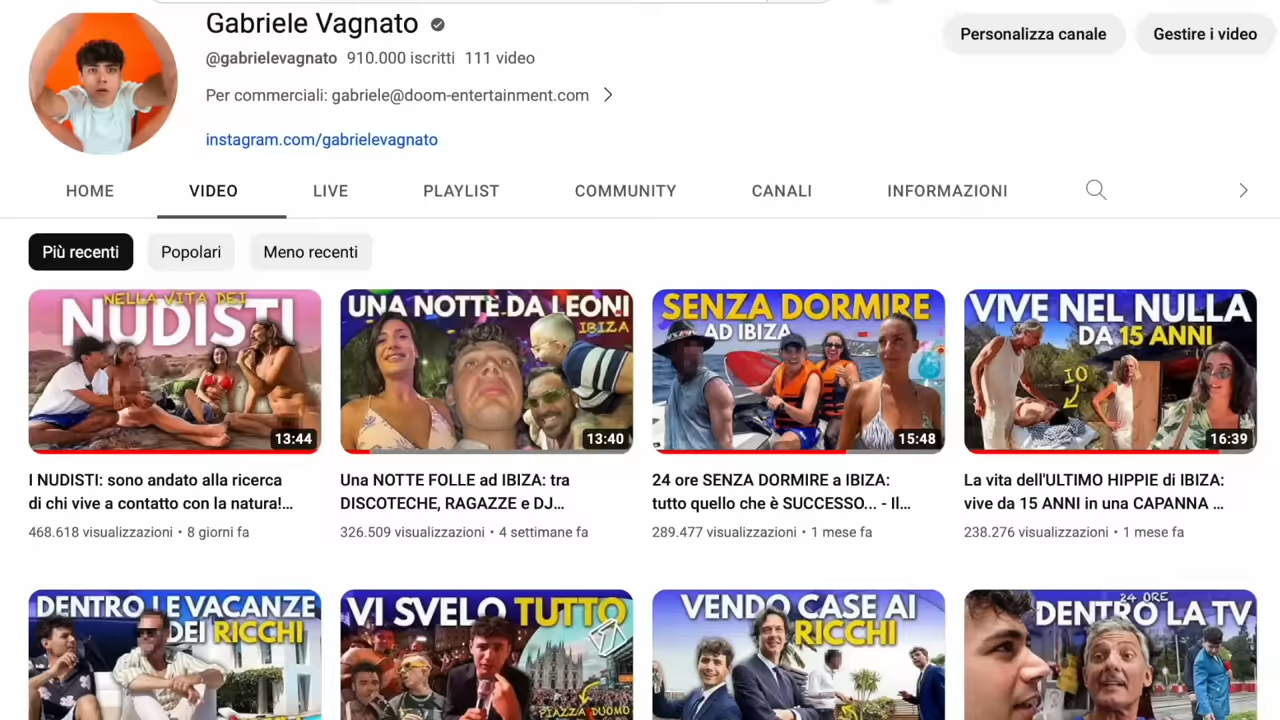 Gabriele Vagnato
Personalizza canale
Gestire i video
@gabrielevagnato 910.000 iscritti 111 video
Per commerciali: gabriele@doom-entertainment.com
instagram.com/gabrielevagnato
HOME VIDEO LIVE PLAYLIST COMMUNITY CANALI INFORMAZIONI
Più recenti Popolari Meno recenti
NELLA VITA DEI
NUDISTI
13:44
UNA NOTTE DA LEONI
IBIZA
13:40
SENZA DORMIRE
AD IBIZA
15:48
VIVE NEL NULLA
DA 15 ANNI
IO
16:39
I NUDISTI: sono andato alla ricerca
di chi vive a contatto con la natura!...
468.618 visualizzazioni • 8 giorni fa
Una NOTTE FOLLE ad IBIZA: tra
DISCOTECHE, RAGAZZE e DJ...
326.509 visualizzazioni • 4 settimane fa
24 ore SENZA DORMIRE a IBIZA:
tutto quello che è SUCCESSO... - Il...
289.477 visualizzazioni • 1 mese fa
La vita dell'ULTIMO HIPPIE di IBIZA:
vive da 15 ANNI in una CAPANNA ...
238.276 visualizzazioni • 1 mese fa
DENTRO LE VACANZE
DEI RICCHI
VI SVELO TUTTO
PIAZZA DUOMO
VENDO CASE AI
RICCHI
24 ORE
DENTRO LA TV